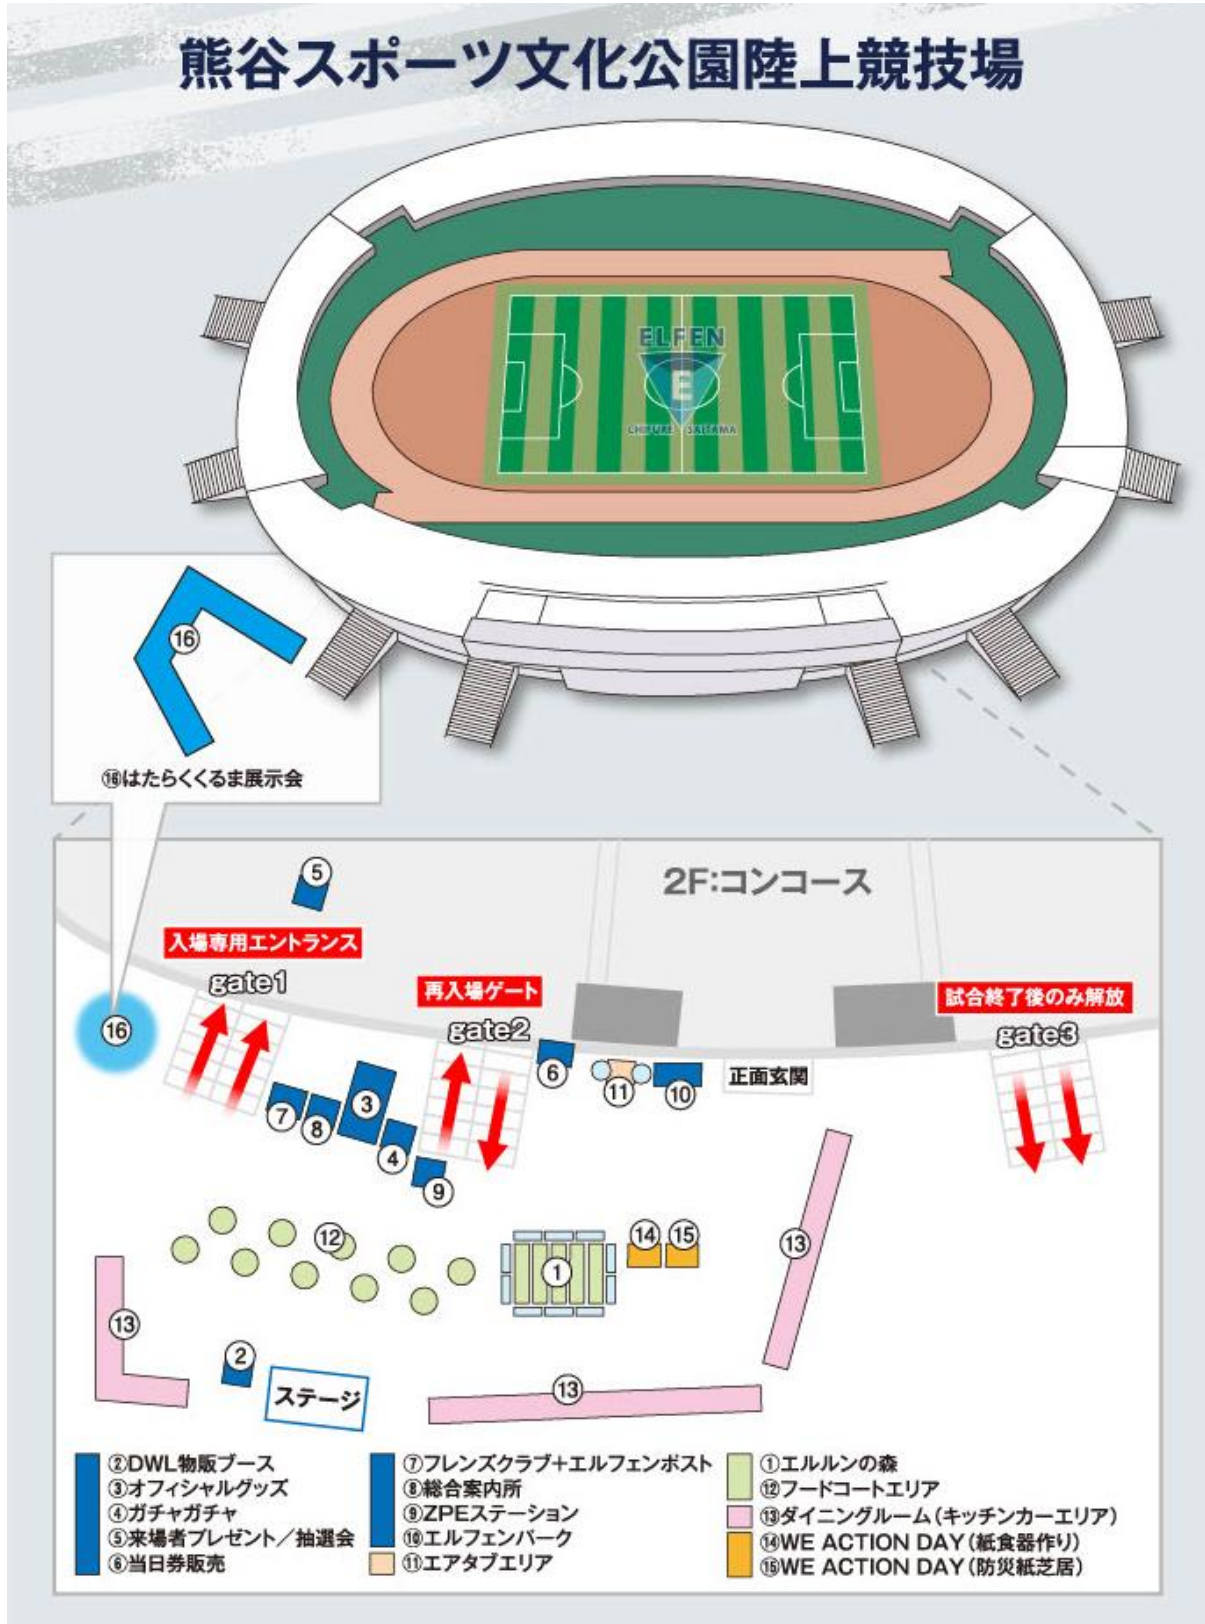 熊谷スポーツ文化公園陸上競技場
ELFEN
E
CHIFURE SAITAMA
⑯
⑯はたらくくるま展示会
⑤
2F:コンコース
入場専用エントランス
gate1
再入場ゲート
gate2
試合終了後のみ解放
gate3
⑯
⑥
⑪
⑩
正面玄関
⑦
⑧
③
④
⑨
⑫
①
⑭
⑮
⑬
⑬
②
ステージ
⑬
②DWL物販ブース
③オフィシャルグッズ
④ガチャガチャ
⑤来場者プレゼント／抽選会
⑥当日券販売
⑦フレンズクラブ＋エルフェンポスト
⑧総合案内所
⑨ZPEステーション
⑩エルフェンパーク
⑪エアタブエリア
①エルルンの森
⑫フードコートエリア
⑬ダイニングルーム（キッチンカーエリア）
⑭WE ACTION DAY（紙食器作り）
⑮WE ACTION DAY（防災紙芝居）